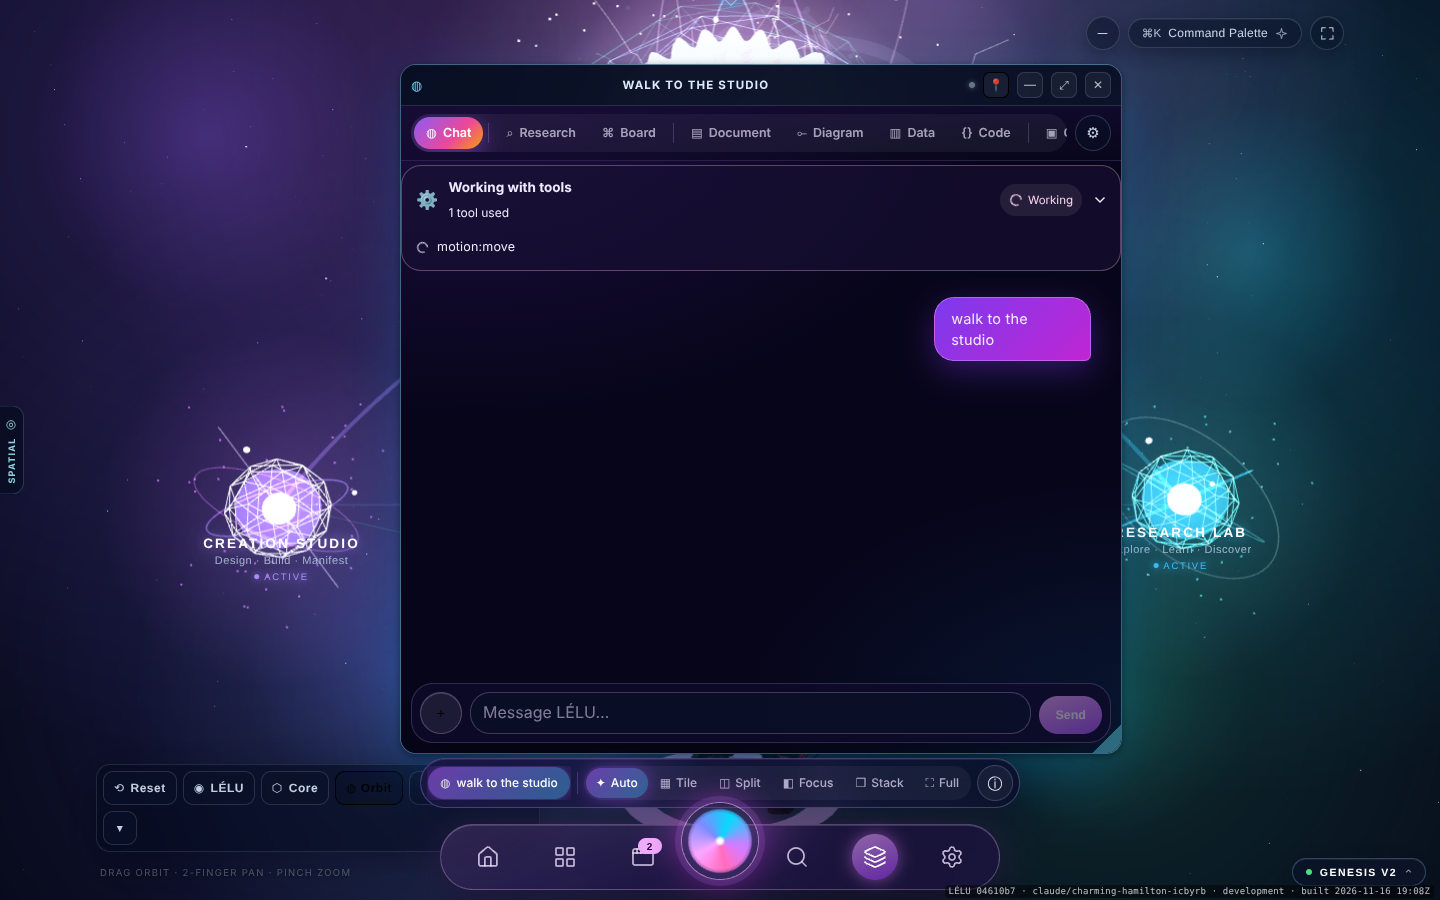 ⌘K Command Palette
WALK TO THE STUDIO
Chat
Research
Board
Document
Diagram
Data
{} Code
Working with tools
1 tool used
Working
motion:move
walk to the
studio
SPATIAL
CREATION STUDIO
Design · Build · Manifest
ACTIVE
ESEARCH LAB
plore · Learn · Discover
ACTIVE
+ Message LÉLU...
Send
walk to the studio
Auto
Tile
Split
Focus
Stack
Full
Reset
LÉLU
Core
Orbit
2
DRAG ORBIT · 2-FINGER PAN · PINCH ZOOM
GENESIS V2
LÉLU 04610b7 · claude/charming-hamilton-icbyrb · development · built 2026-11-16 19:08Z